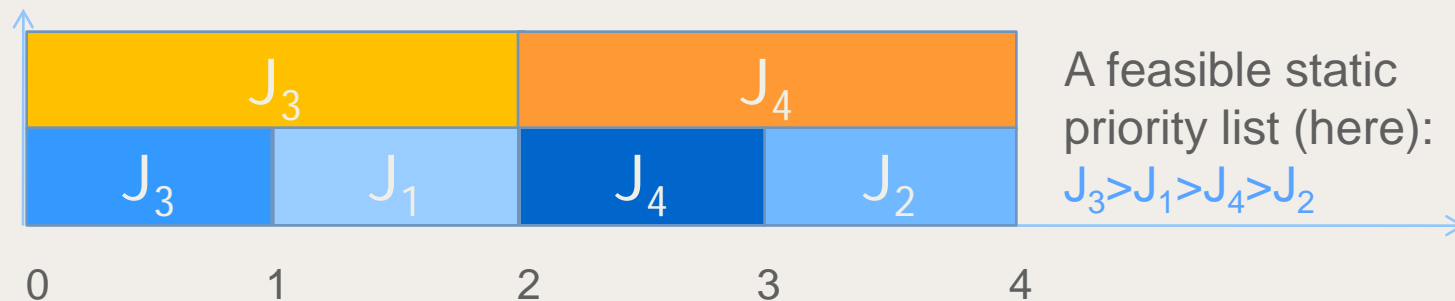 J₃ J₄
A feasible static
priority list (here):
J₃>J₁>J₄>J₂
J₃ J₁ J₄ J₂
0 1 2 3 4